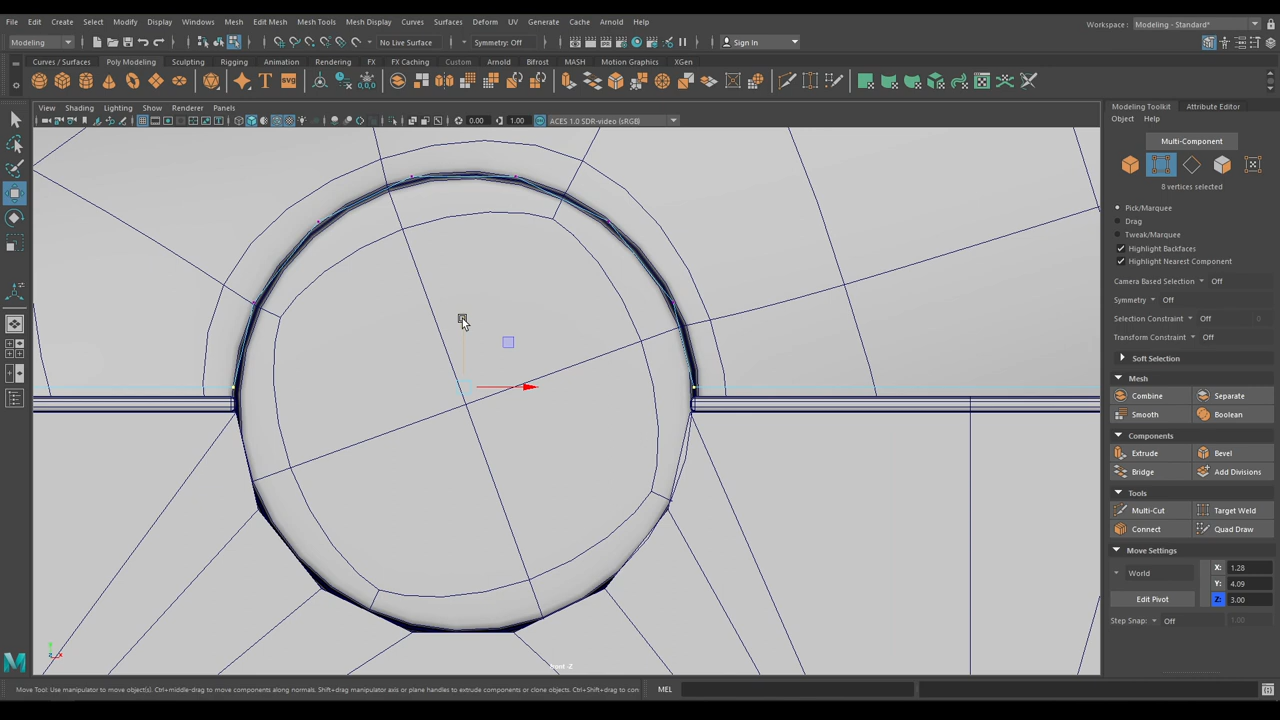 File Edit Create Select Modify Display Windows Mesh Edit Mesh Mesh Tools Mesh Display Curves Surfaces Deform UV Generate Cache Arnold Help
Workspace : Modeling - Standard*
Modeling No Live Surface Symmetry: Off Sign In
Curves / Surfaces Poly Modeling Sculpting Rigging Animation Rendering FX FX Caching Custom Arnold Bifrost MASH Motion Graphics XGen
svg
View Shading Lighting Show Renderer Panels
0.00 1.00 ACES 1.0 SDR-video (sRGB)
front -Z
Modeling Toolkit Attribute Editor
Object Help
Multi-Component
8 vertices selected
Pick/Marquee
Drag
Tweak/Marquee
Highlight Backfaces
Highlight Nearest Component
Camera Based Selection Off
Symmetry Off
Selection Constraint Off 0
Transform Constraint Off
Soft Selection
Mesh
Combine Separate
Smooth Boolean
Components
Extrude Bevel
Bridge Add Divisions
Tools
Multi-Cut Target Weld
Connect Quad Draw
Move Settings
World X: 1.28
Y: 4.09
Edit Pivot Z: 3.00
Step Snap: Off 1.00
Move Tool: Use manipulator to move object(s). Ctrl+middle-drag to move components along normals. Shift+drag manipulator axis or plane handles to extrude components or clone objects. Ctrl+Shift+drag to con
MEL